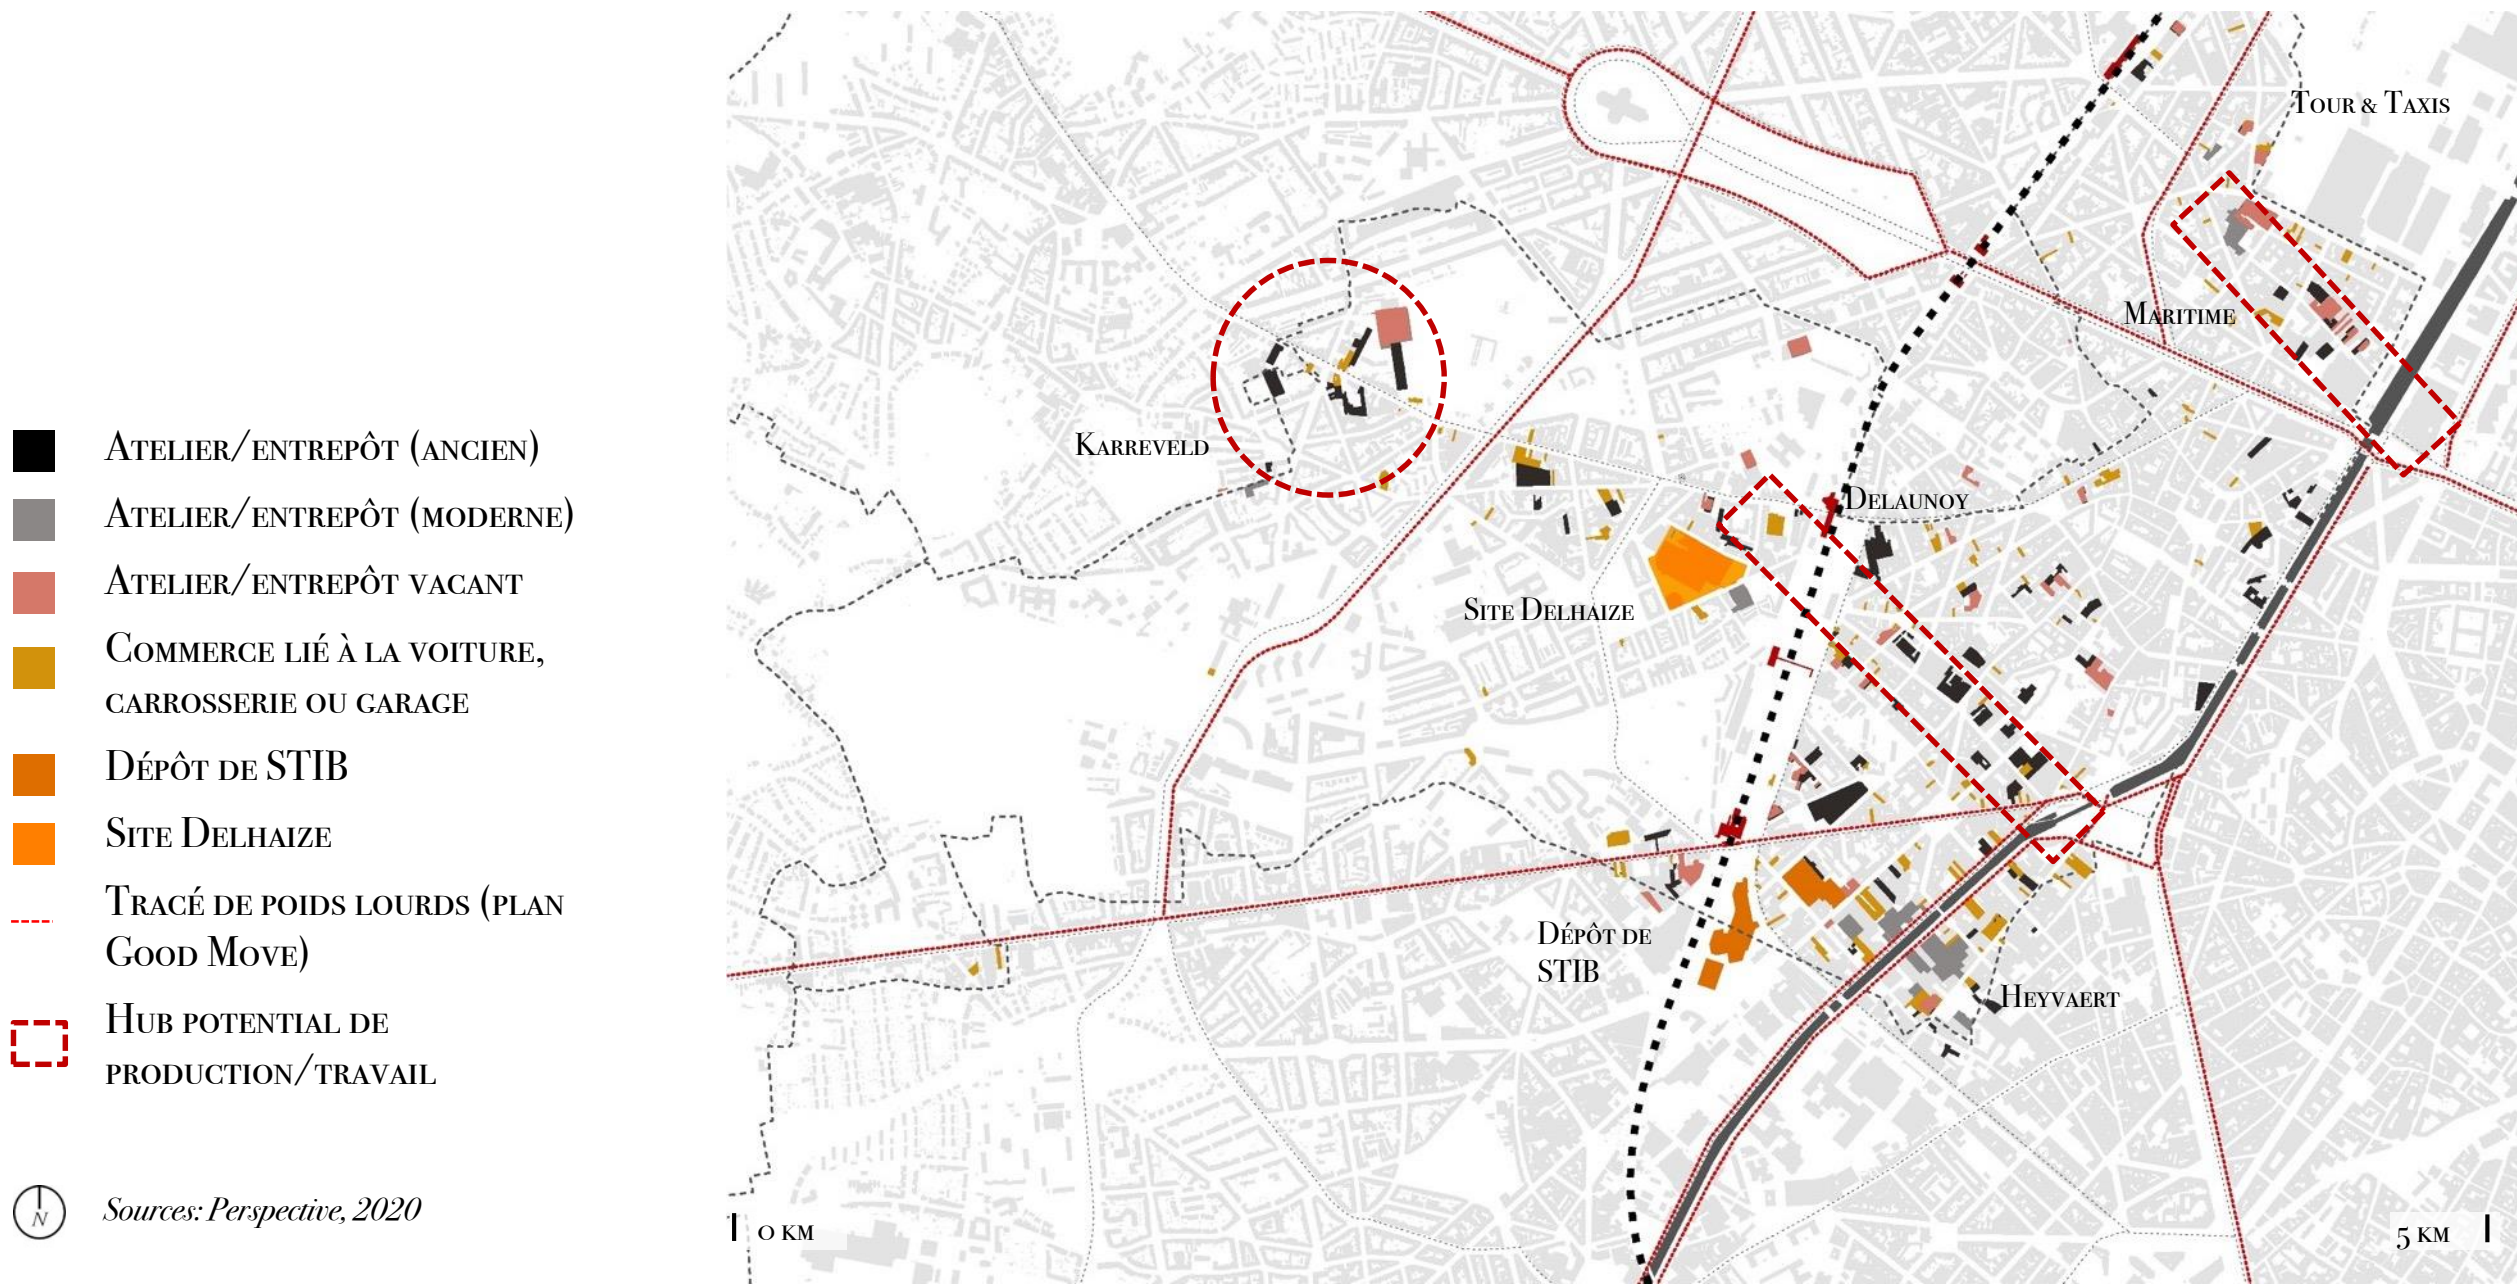 Atelier/entrepôt (ancien)
Atelier/entrepôt (moderne)
Atelier/entrepôt vacant
Commerce lié à la voiture,
carrosserie ou garage
Dépôt de STIB
Site Delhaize
Tracé de poids lourds (plan
Good Move)
Hub potential de
production/travail
N
Sources: Perspective, 2020
Tour & Taxis
Maritime
Karreveld
Delaunoy
Site Delhaize
Dépôt de
STIB
Heyvaert
0 km
5 km